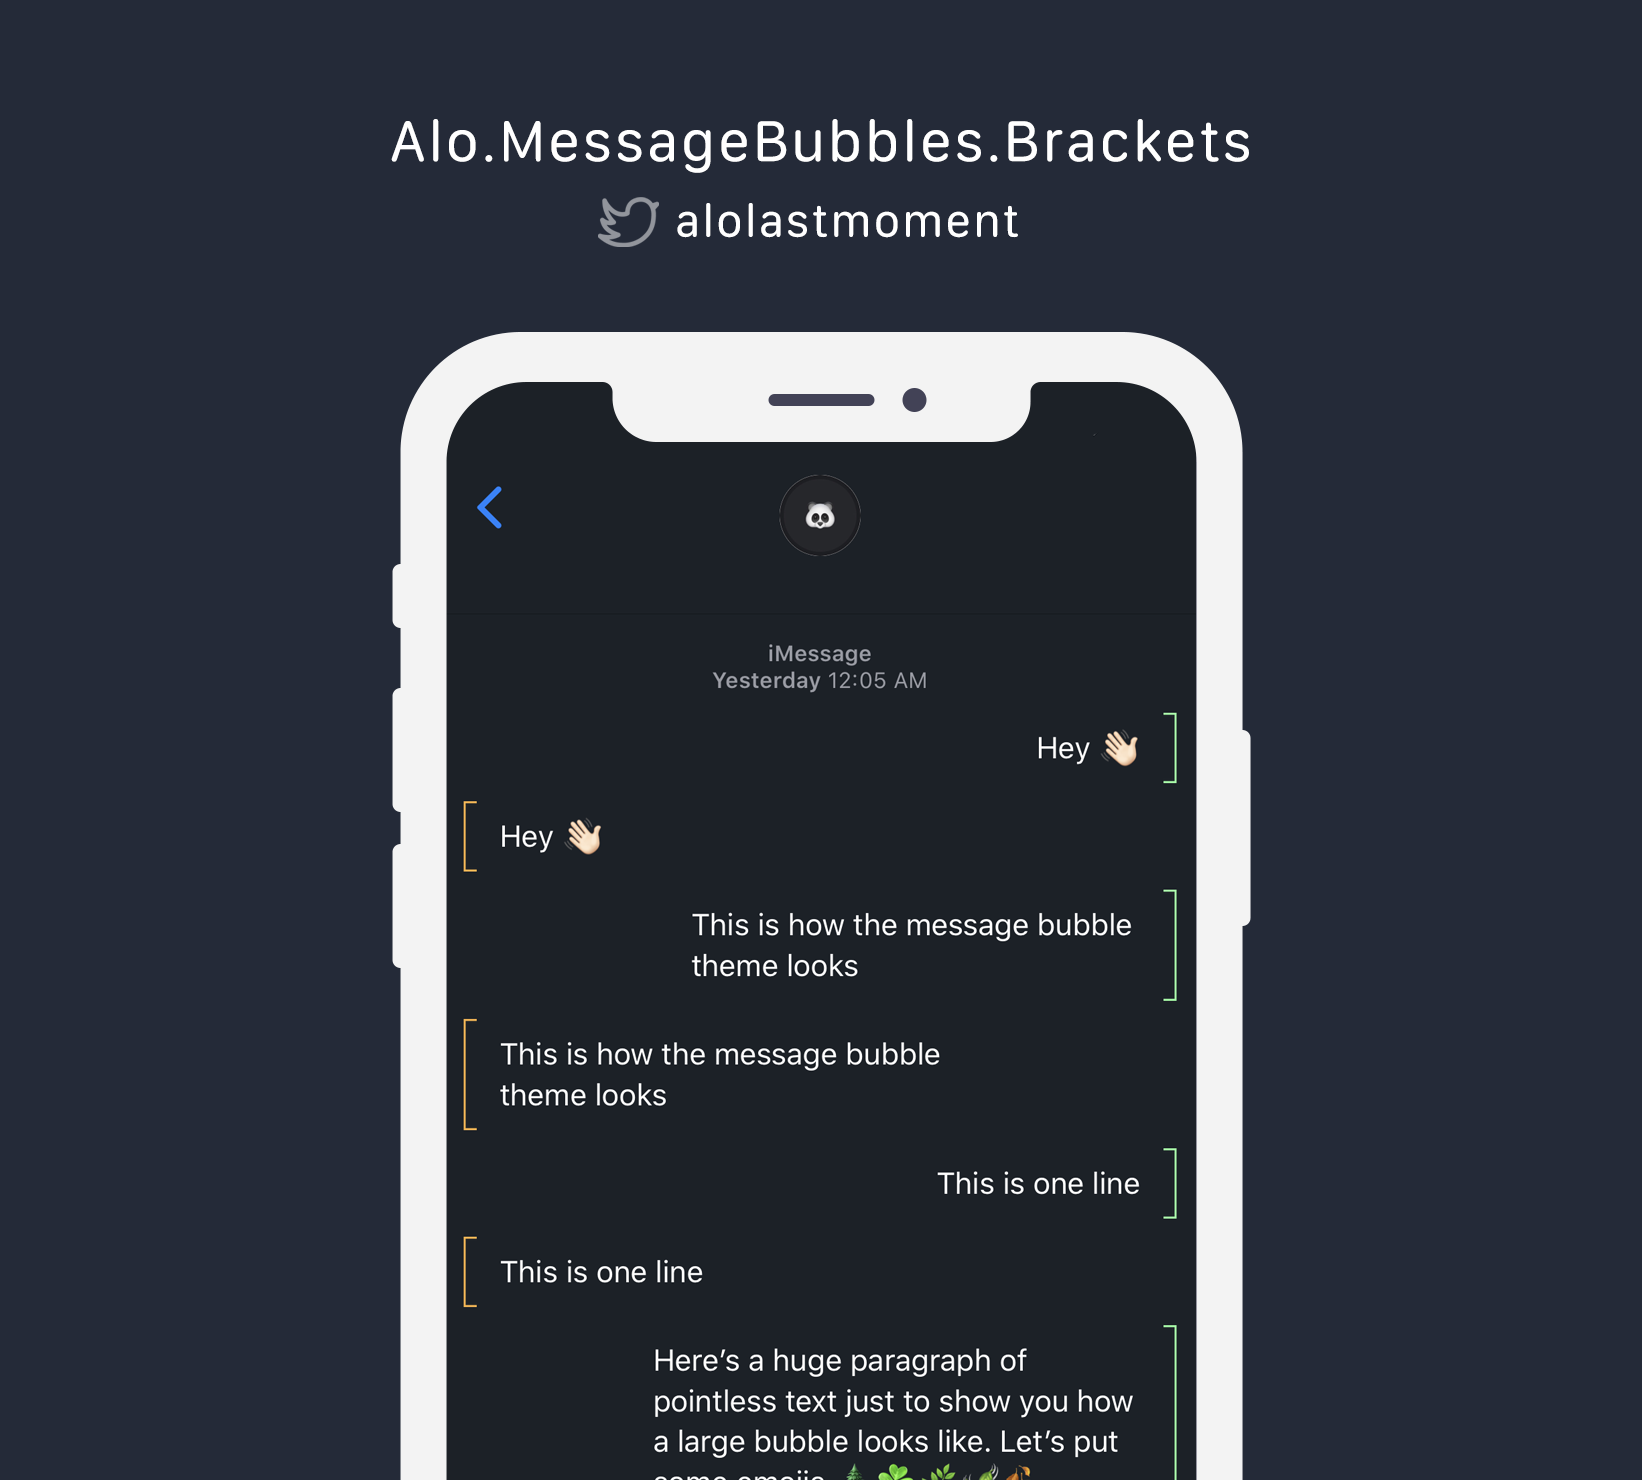 Alo.MessageBubbles.Brackets
alolastmoment
iMessage
Yesterday 12:05 AM
Hey 👋🏻
Hey 👋🏻
This is how the message bubble
theme looks
This is how the message bubble
theme looks
This is one line
This is one line
Here’s a huge paragraph of
pointless text just to show you how
a large bubble looks like. Let’s put
some emojis 🌲☘️🌿🍃🍂